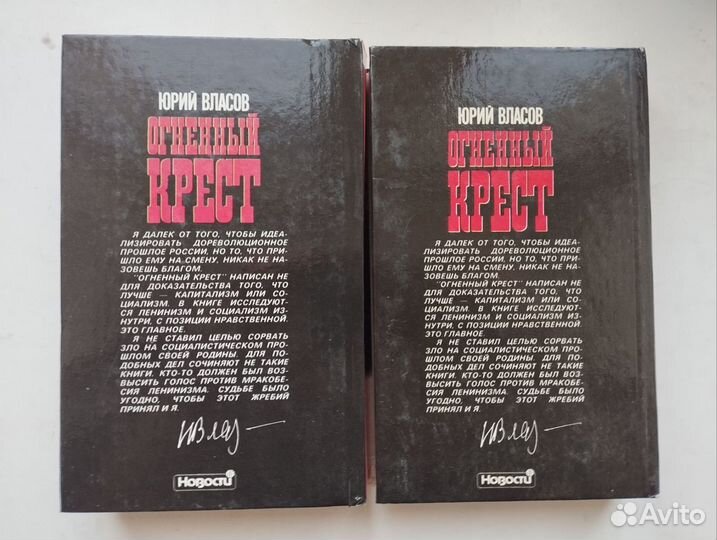 ЮРИЙ ВЛАСОВ
ОГНЕННЫЙ
КРЕСТ
Я ДАЛЕК ОТ ТОГО, ЧТОБЫ ИДЕА-
ЛИЗИРОВАТЬ ДОРЕВОЛЮЦИОННОЕ
ПРОШЛОЕ РОССИИ, НО ТО, ЧТО ПРИ-
ШЛО ЕМУ НА СМЕНУ, НИКАК НЕ НА-
ЗОВЕШЬ БЛАГОМ.
"ОГНЕННЫЙ КРЕСТ" НАПИСАН НЕ
ДЛЯ ДОКАЗАТЕЛЬСТВА ТОГО, ЧТО
ЛУЧШЕ — КАПИТАЛИЗМ ИЛИ СО-
ЦИАЛИЗМ. В КНИГЕ ИССЛЕДУЮТ-
СЯ ЛЕНИНИЗМ И СОЦИАЛИЗМ ИЗ-
НУТРИ, С ПОЗИЦИИ НРАВСТВЕННОЙ.
ЭТО ГЛАВНОЕ.
Я НЕ СТАВИЛ ЦЕЛЬЮ СОРВАТЬ
ЗЛО НА СОЦИАЛИСТИЧЕСКОМ ПРО-
ШЛОМ СВОЕЙ РОДИНЫ. ДЛЯ ПО-
ДОБНЫХ ДЕЛ СОЧИНЯЮТ НЕ ТАКИЕ
КНИГИ. КТО-ТО ДОЛЖЕН БЫЛ ВОЗ-
ВЫСИТЬ ГОЛОС ПРОТИВ МРАКОБЕ-
СИЯ ЛЕНИНИЗМА. СУДЬБЕ БЫЛО
УГОДНО, ЧТОБЫ ЭТОТ ЖРЕБИЙ
ПРИНЯЛ И Я.
Новости
ЮРИЙ ВЛАСОВ
ОГНЕННЫЙ
КРЕСТ
Я ДАЛЕК ОТ ТОГО, ЧТОБЫ ИДЕА-
ЛИЗИРОВАТЬ ДОРЕВОЛЮЦИОННОЕ
ПРОШЛОЕ РОССИИ, НО ТО, ЧТО ПРИ-
ШЛО ЕМУ НА СМЕНУ, НИКАК НЕ НА-
ЗОВЕШЬ БЛАГОМ.
"ОГНЕННЫЙ КРЕСТ" НАПИСАН НЕ
ДЛЯ ДОКАЗАТЕЛЬСТВА ТОГО, ЧТО
ЛУЧШЕ — КАПИТАЛИЗМ ИЛИ СО-
ЦИАЛИЗМ. В КНИГЕ ИССЛЕДУЮТ-
СЯ ЛЕНИНИЗМ И СОЦИАЛИЗМ ИЗ-
НУТРИ, С ПОЗИЦИИ НРАВСТВЕННОЙ.
ЭТО ГЛАВНОЕ.
Я НЕ СТАВИЛ ЦЕЛЬЮ СОРВАТЬ
ЗЛО НА СОЦИАЛИСТИЧЕСКОМ ПРО-
ШЛОМ СВОЕЙ РОДИНЫ. ДЛЯ ПО-
ДОБНЫХ ДЕЛ СОЧИНЯЮТ НЕ ТАКИЕ
КНИГИ. КТО-ТО ДОЛЖЕН БЫЛ ВОЗ-
ВЫСИТЬ ГОЛОС ПРОТИВ МРАКОБЕ-
СИЯ ЛЕНИНИЗМА. СУДЬБЕ БЫЛО
УГОДНО, ЧТОБЫ ЭТОТ ЖРЕБИЙ
ПРИНЯЛ И Я.
Новости
Avito